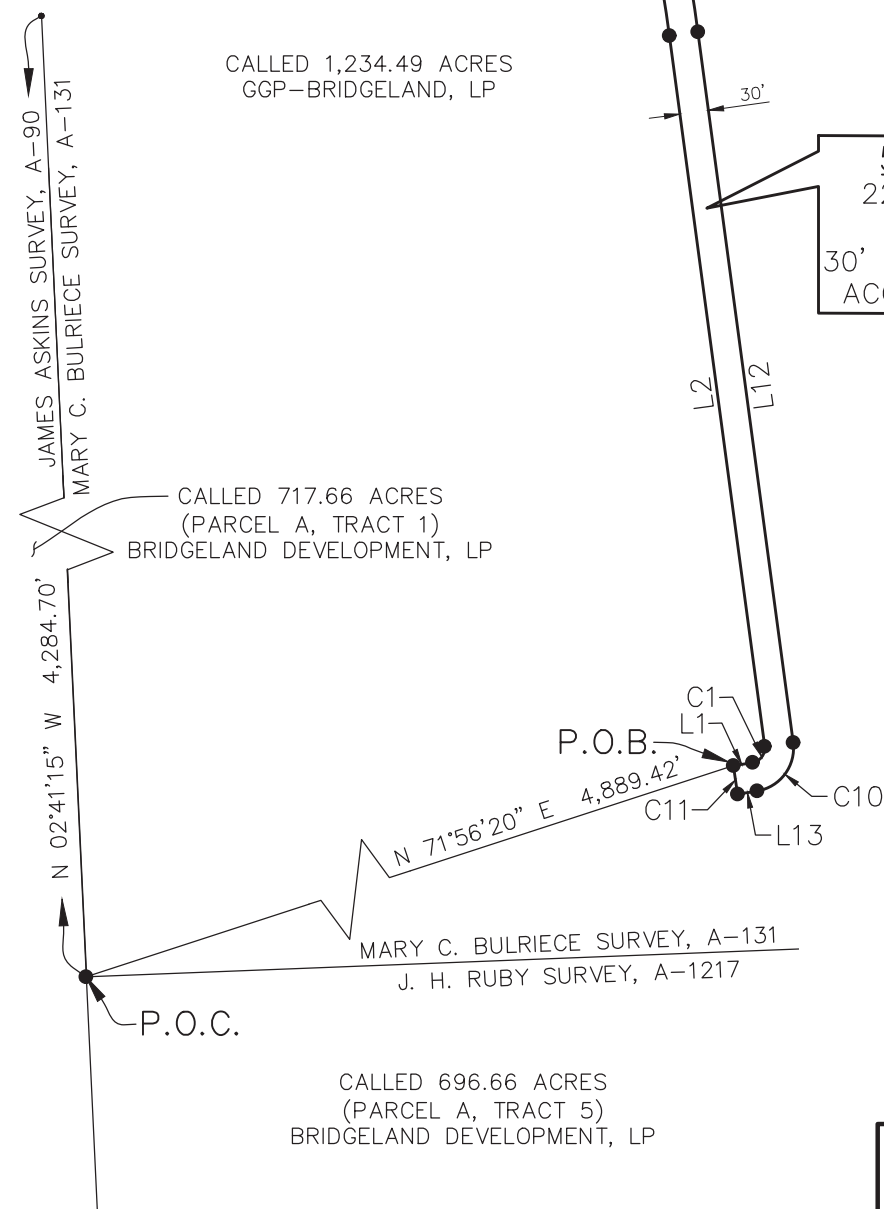 CALLED 1,234.49 ACRES
GGP-BRIDGELAND, LP
30'
JAMES ASKINS SURVEY, A-90
MARY C. BULRIECE SURVEY, A-131
22
30'
L2
L12
CALLED 717.66 ACRES
(PARCEL A, TRACT 1)
BRIDGELAND DEVELOPMENT, LP
N 02°41'15" W 4,284.70'
C1
L1
P.O.B.
N 71°56'20" E 4,889.42'
C11
C10
L13
MARY C. BULRIECE SURVEY, A-131
J. H. RUBY SURVEY, A-1217
P.O.C.
CALLED 696.66 ACRES
(PARCEL A, TRACT 5)
BRIDGELAND DEVELOPMENT, LP